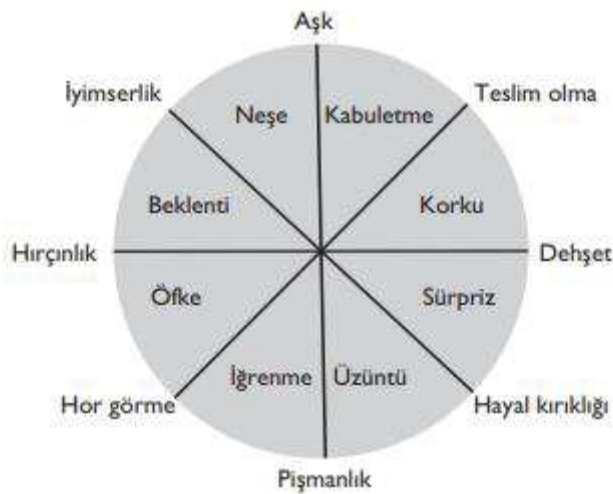 Aşk
İyimserlik
Teslim olma
Neşe
Kabuletme
Beklenti
Korku
Hırçınlık
Dehşet
Öfke
Sürpriz
İğrenme
Üzüntü
Hor görme
Hayal kırıklığı
Pişmanlık